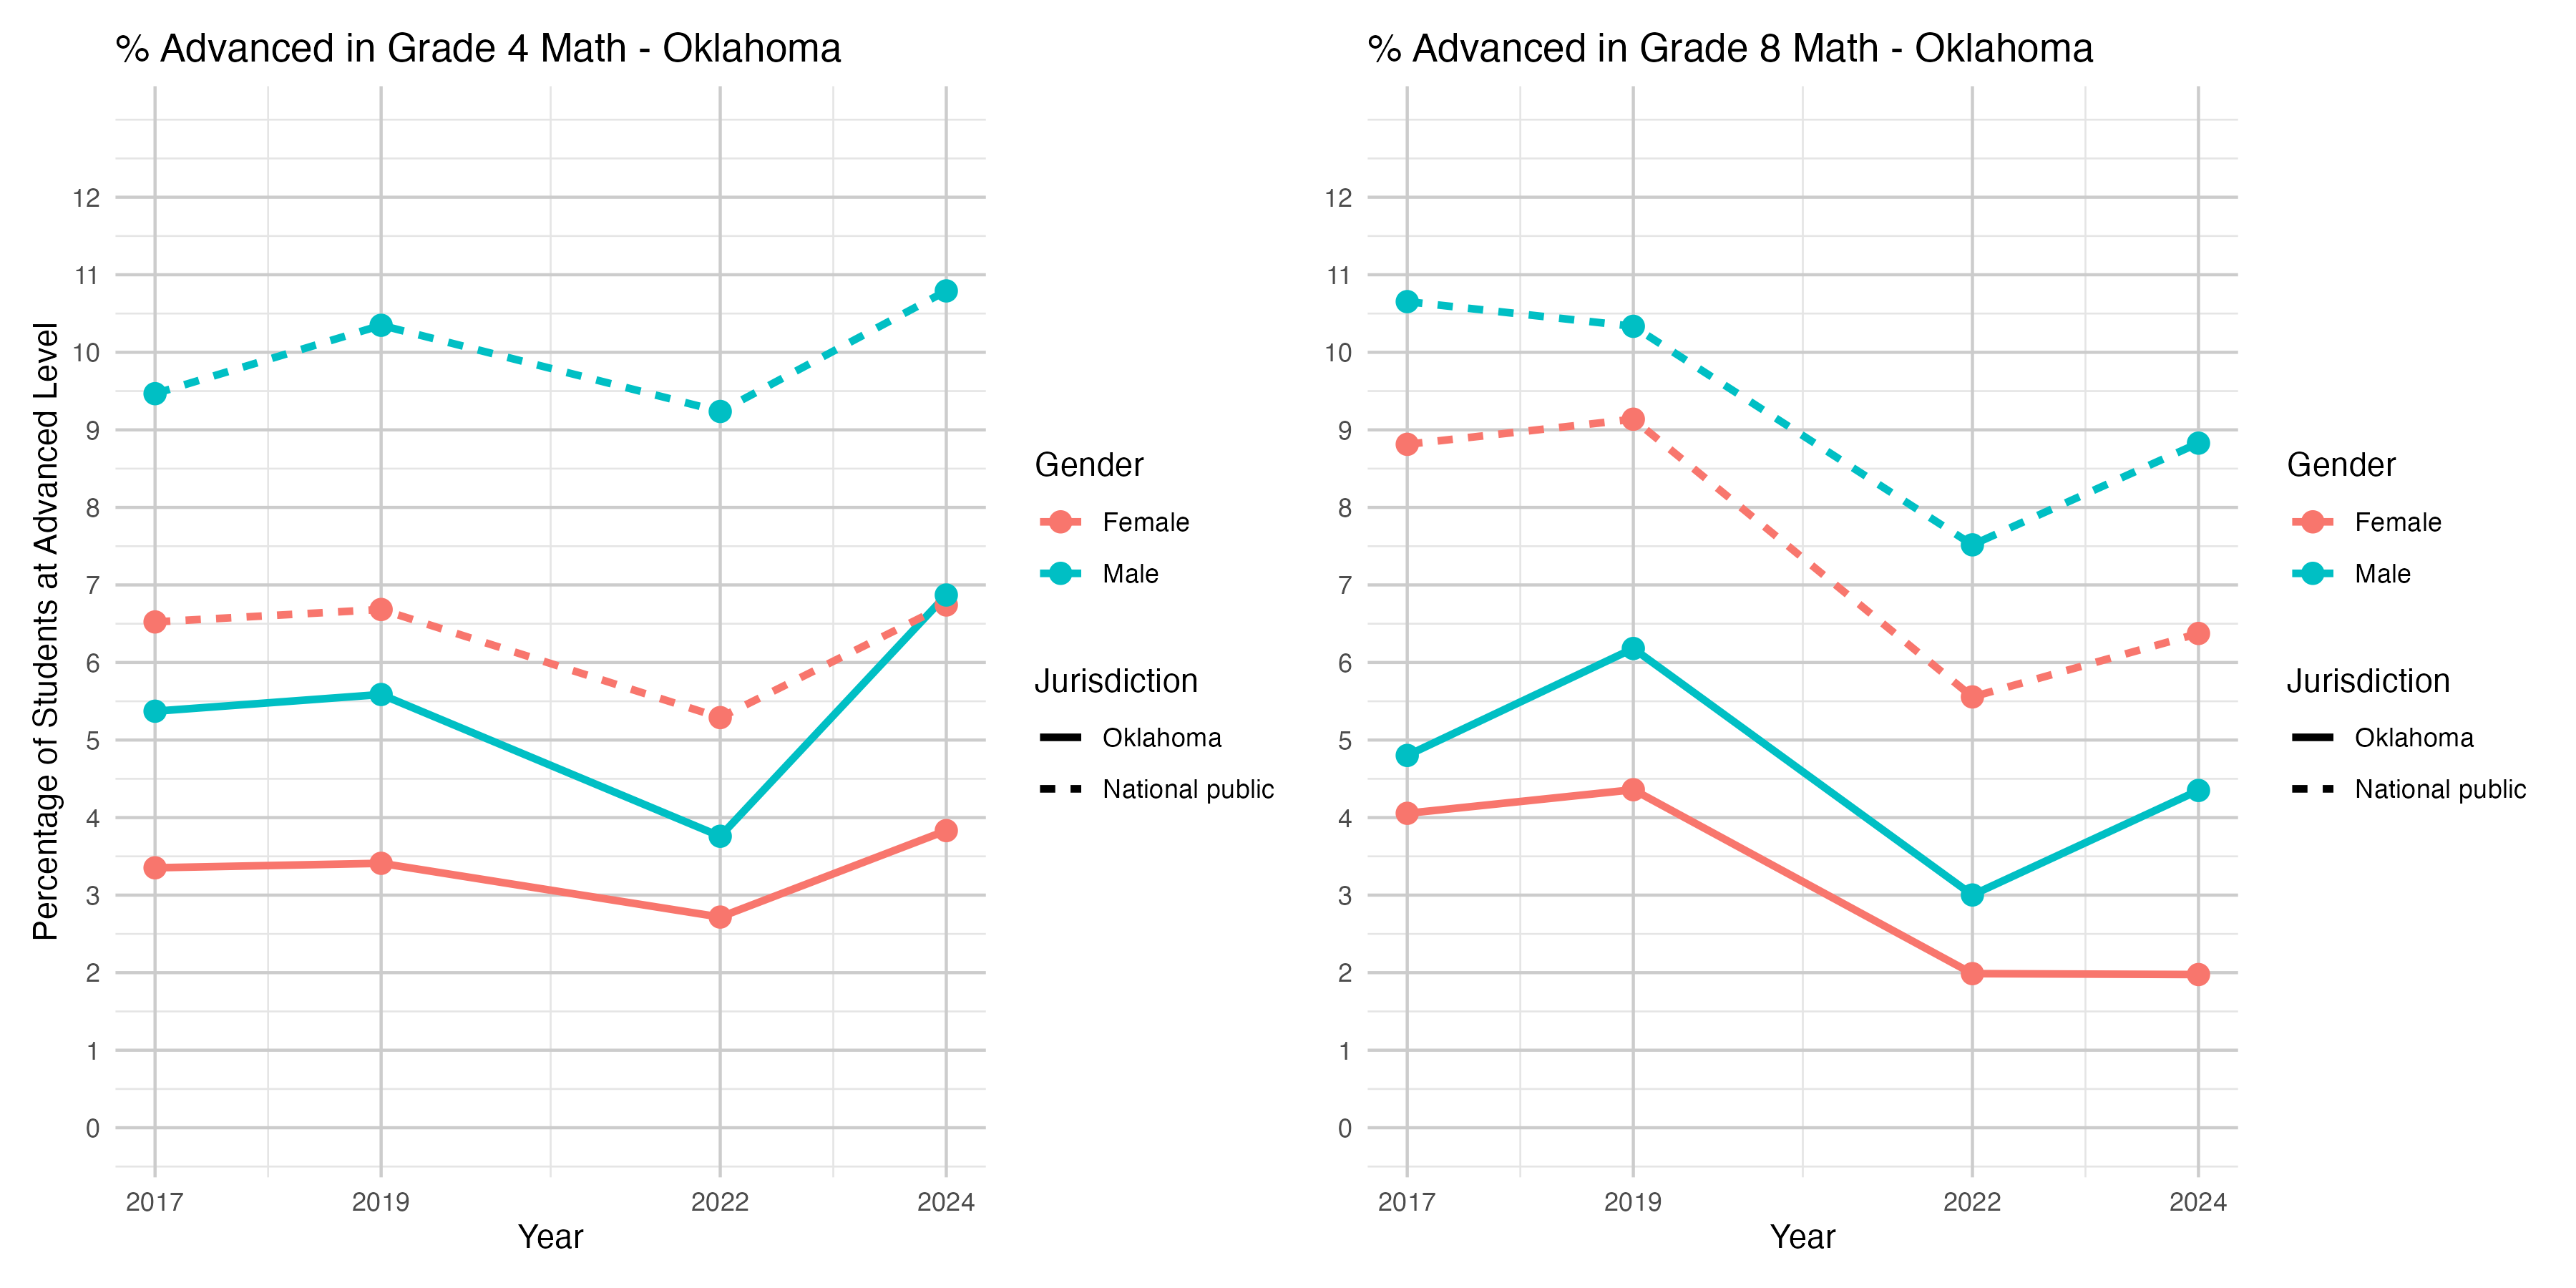 % Advanced in Grade 4 Math - Oklahoma
Percentage of Students at Advanced Level
12
11
10
9
8
7
6
5
4
3
2
1
0
2017 2019 2022 2024
Year
Gender
Female
Male
Jurisdiction
Oklahoma
National public
% Advanced in Grade 8 Math - Oklahoma
12
11
10
9
8
7
6
5
4
3
2
1
0
2017 2019 2022 2024
Year
Gender
Female
Male
Jurisdiction
Oklahoma
National public